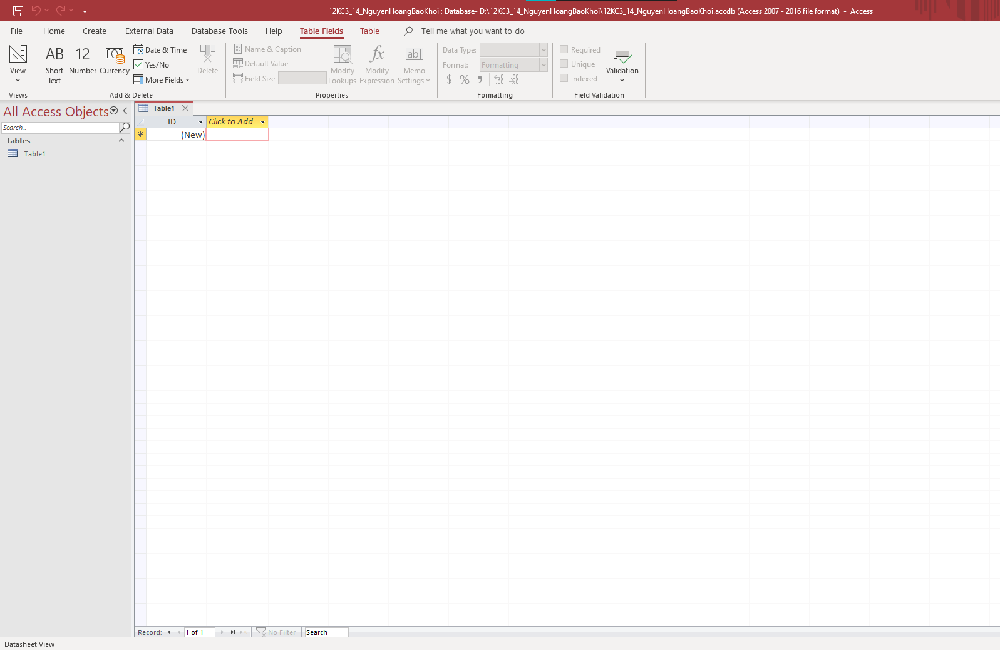 12KC3_14_NguyenHoangBaoKhoi : Database- D:\12KC3_14_NguyenHoangBaoKhoi\12KC3_14_NguyenHoangBaoKhoi.accdb (Access 2007 - 2016 file format) - Access
File Home Create External Data Database Tools Help Table Fields Table Tell me what you want to do
View
Views
AB
Short
Text
12
Number
Currency
Date & Time
Yes/No
More Fields
Delete
Add & Delete
Name & Caption
Default Value
Field Size
Modify
Lookups
fx
Modify
Expression
ab|
Memo
Settings
Properties
Data Type:
Format: Formatting
$ % , ←.0 .00 .00 →.0
Formatting
Required
Unique
Indexed
Validation
Field Validation
All Access Objects
Search...
Tables
Table1
Table1
ID Click to Add
* (New)
Record: 1 of 1 No Filter Search
Datasheet View